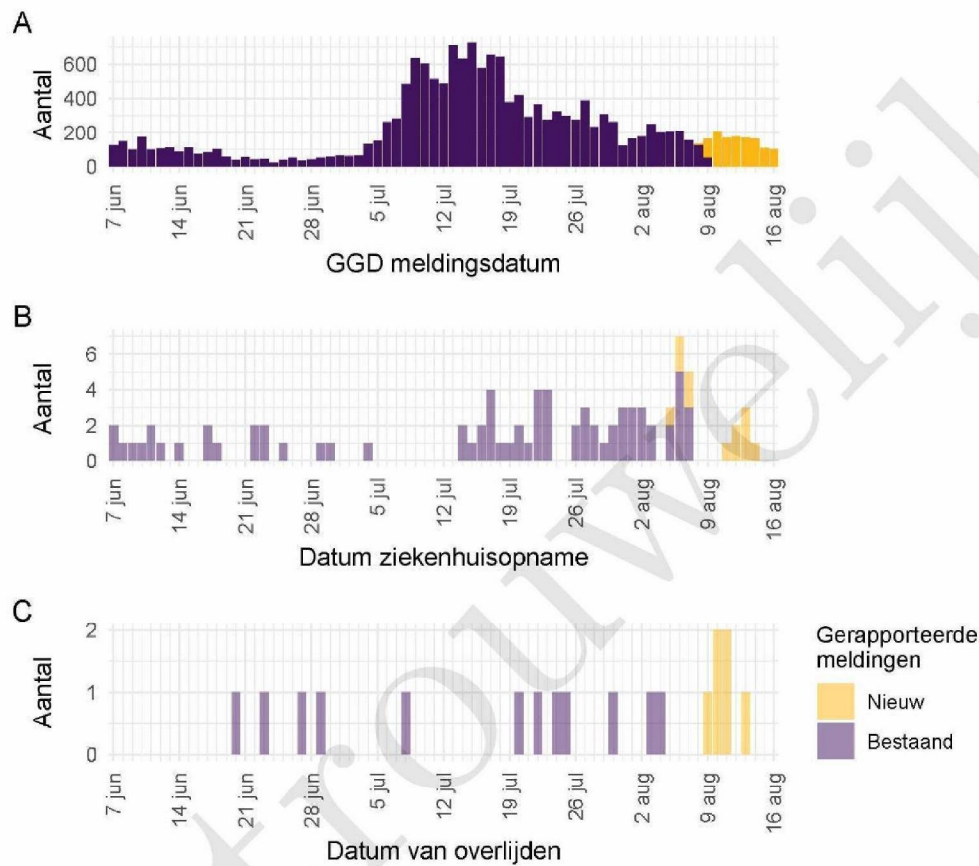 A
Aantal
600
400
200
0
7 jun
14 jun
21 jun
28 jun
5 jul
12 jul
19 jul
26 jul
2 aug
9 aug
16 aug
GGD meldingsdatum
B
Aantal
6
4
2
0
7 jun
14 jun
21 jun
28 jun
5 jul
12 jul
19 jul
26 jul
2 aug
9 aug
16 aug
Datum ziekenhuisopname
C
Aantal
2
1
0
7 jun
14 jun
21 jun
28 jun
5 jul
12 jul
19 jul
26 jul
2 aug
9 aug
16 aug
Datum van overlijden
Gerapporteerde
meldingen
Nieuw
Bestaand
trouwelij